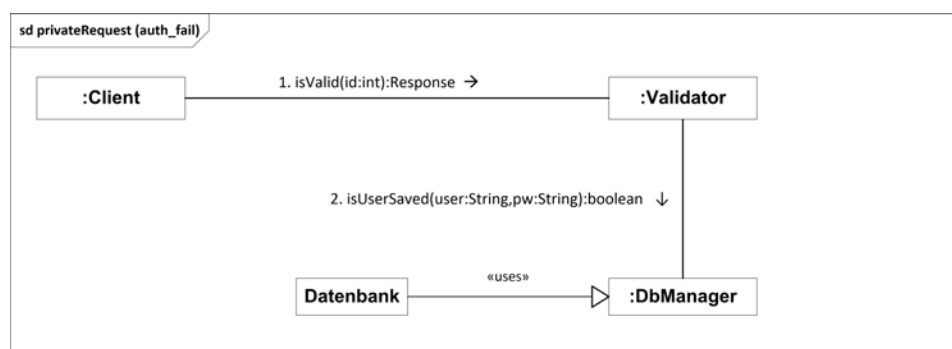 sd privateRequest (auth_fail)
1. isValid(id:int):Response →
:Client
:Validator
2. isUserSaved(user:String,pw:String):boolean ↓
«uses»
Datenbank
:DbManager